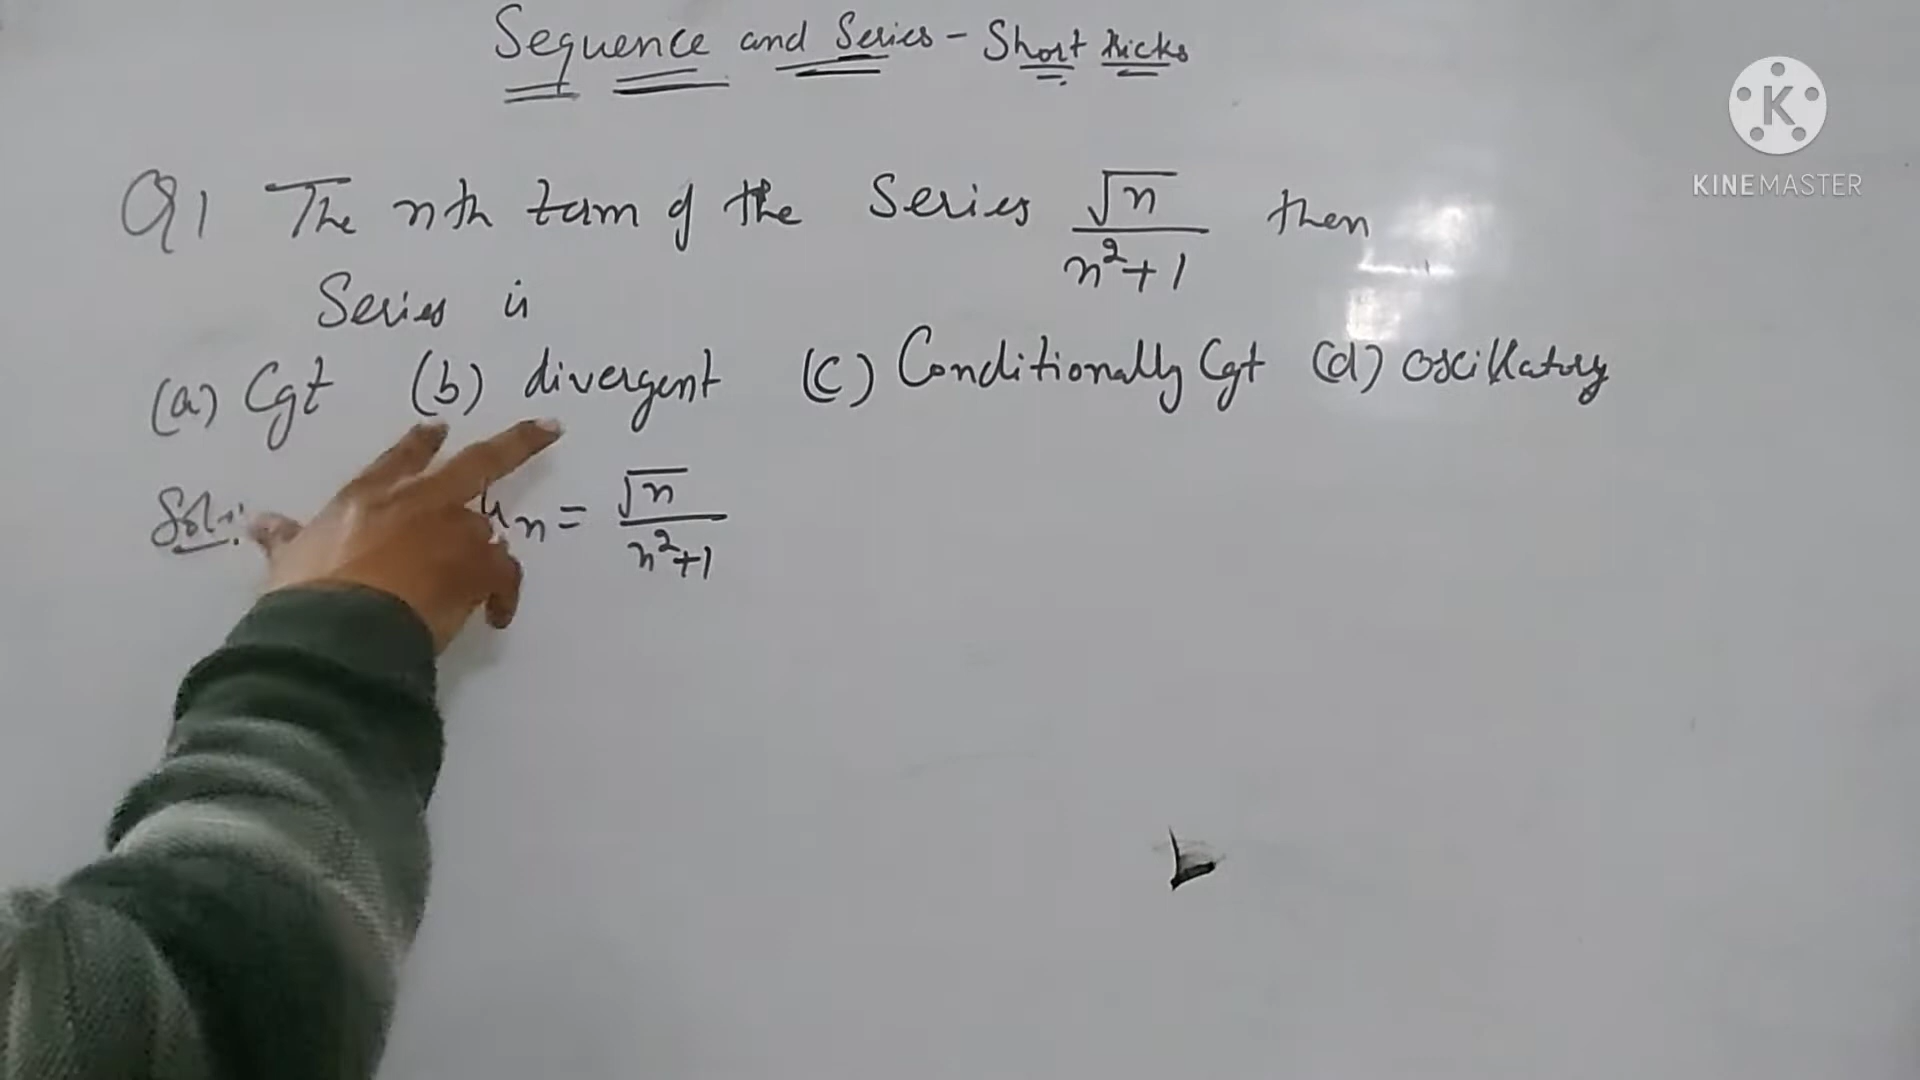 Sequence and Series - Short tricks
KINEMASTER
Q1 The nth term of the Series √n / n²+1 then
Series is
(a) Cgt (b) divergent (c) Conditionally Cgt (d) oscillatory
Sol: un = √n / n²+1